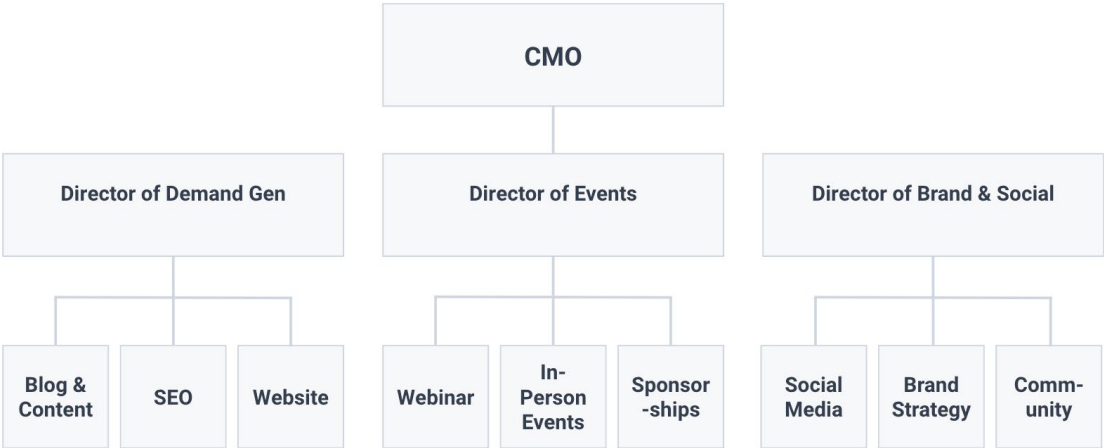 CMO
Director of Demand Gen
Director of Events
Director of Brand & Social
Blog &
Content
SEO
Website
Webinar
In-
Person
Events
Sponsor
-ships
Social
Media
Brand
Strategy
Comm-
unity